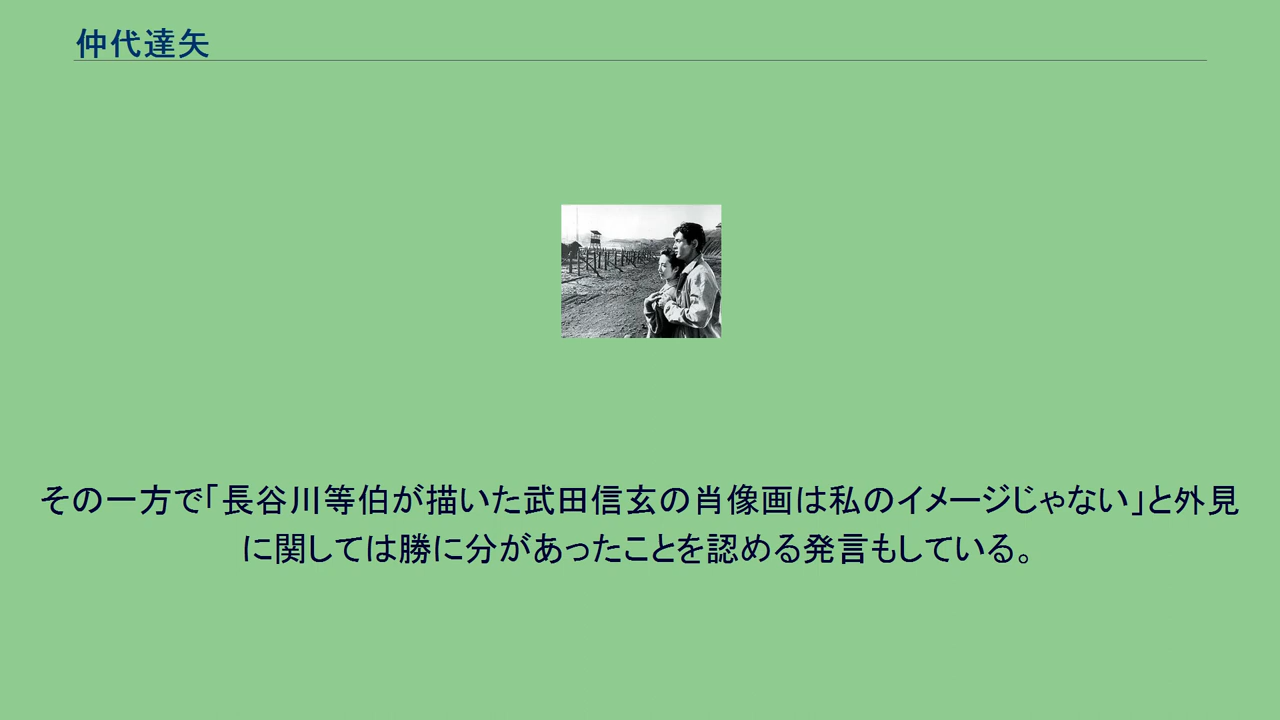 仲代達矢
その一方で「長谷川等伯が描いた武田信玄の肖像画は私のイメージじゃない」と外見
に関しては勝に分があったことを認める発言もしている。